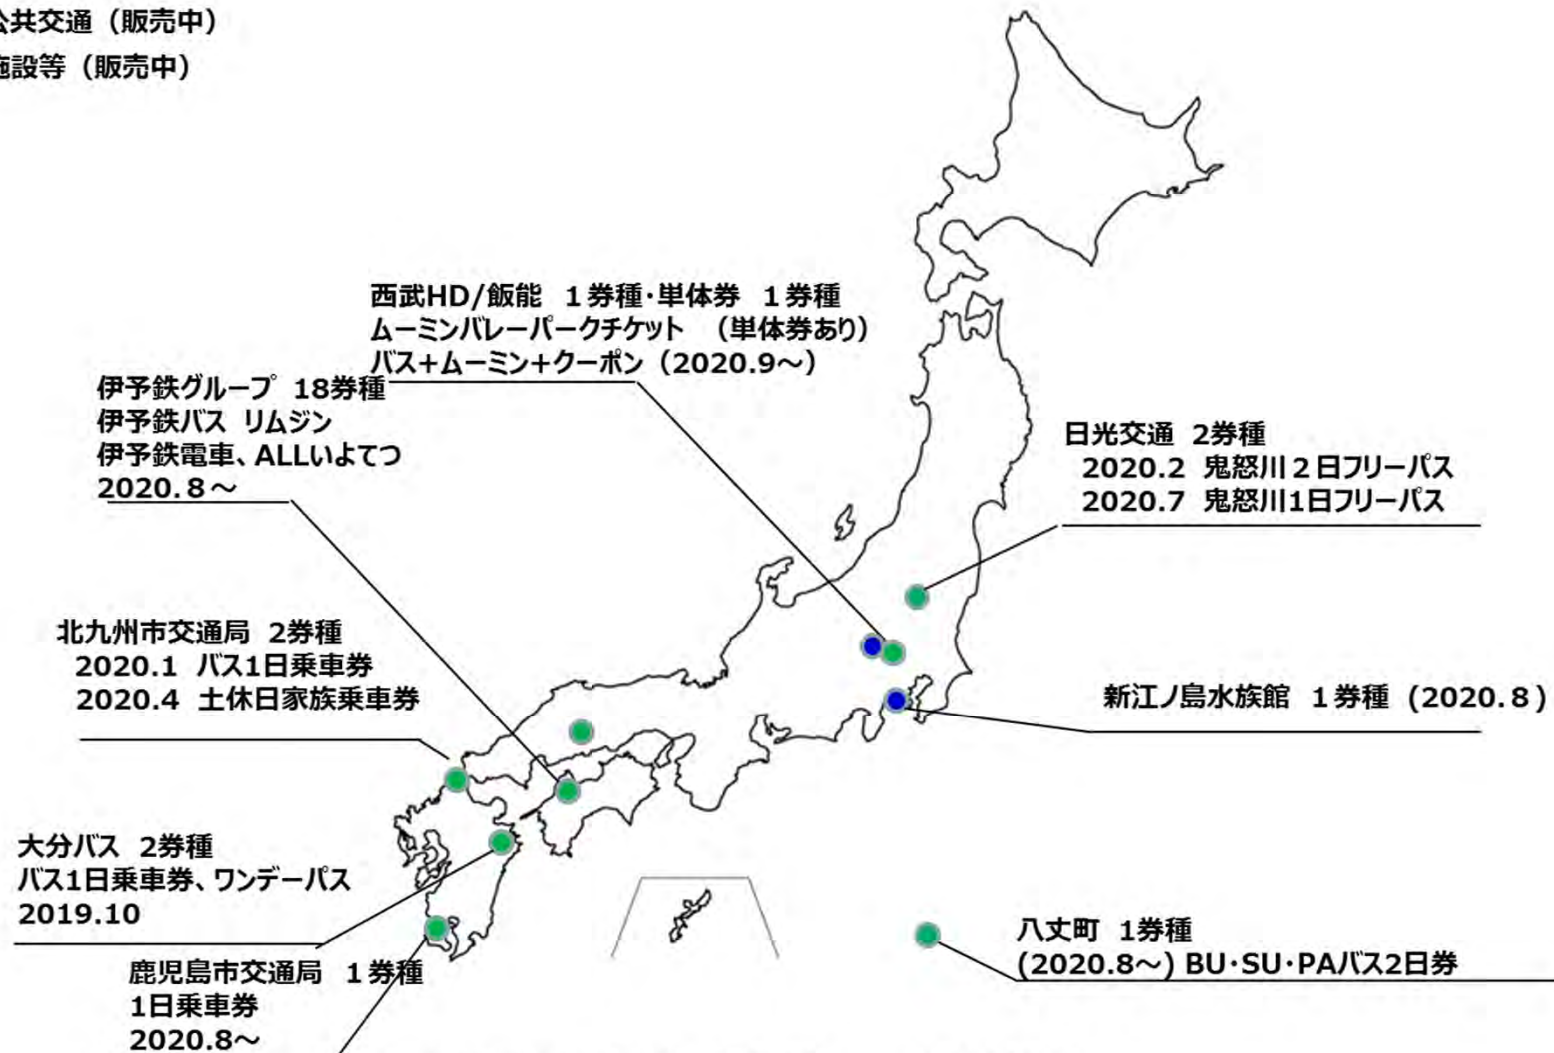 公共交通（販売中）
施設等（販売中）
西武HD/飯能 １券種･単体券 １券種
ムーミンバレーパークチケット （単体券あり）
バス+ムーミン+クーポン（2020.9～）
伊予鉄グループ 18券種
伊予鉄バス リムジン
伊予鉄電車、ALLいよてつ
2020.８～
日光交通 2券種
2020.2 鬼怒川２日フリーパス
2020.7 鬼怒川1日フリーパス
北九州市交通局 2券種
2020.1 バス1日乗車券
2020.4 土休日家族乗車券
新江ノ島水族館 １券種 (2020.８)
大分バス 2券種
バス1日乗車券、ワンデーパス
2019.10
八丈町 1券種
(2020.8～) BU･SU･PAバス2日券
鹿児島市交通局 １券種
1日乗車券
2020.8～